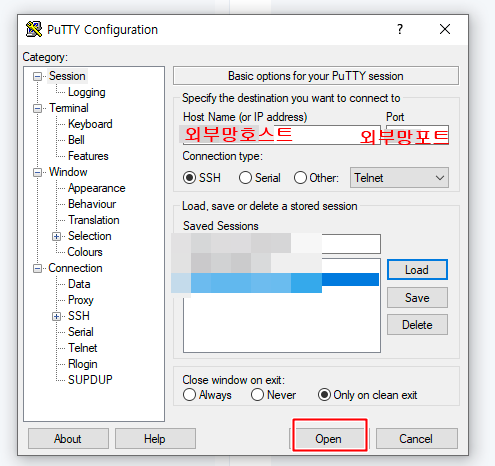 PuTTY Configuration
?
Category:
Session
Logging
Terminal
Keyboard
Bell
Features
Window
Appearance
Behaviour
Translation
Selection
Colours
Connection
Data
Proxy
SSH
Serial
Telnet
Rlogin
SUPDUP
Basic options for your PuTTY session
Specify the destination you want to connect to
Host Name (or IP address) Port
외부망호스트 외부망포트
Connection type:
SSH Serial Other: Telnet
Load, save or delete a stored session
Saved Sessions
Load
Save
Delete
Close window on exit:
Always Never Only on clean exit
About Help Open Cancel